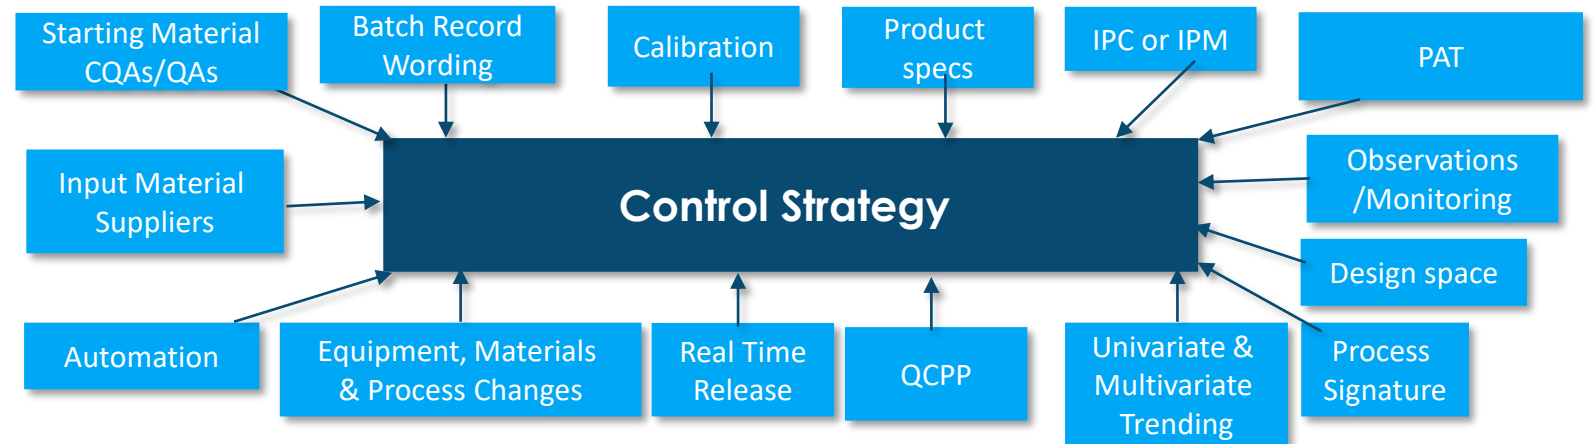 Starting Material
CQAs/QAs
Batch Record
Wording
Calibration
Product
specs
IPC or IPM
PAT
Input Material
Suppliers
Control Strategy
Observations
/Monitoring
Design space
Automation
Equipment, Materials
& Process Changes
Real Time
Release
QCPP
Univariate &
Multivariate
Trending
Process
Signature